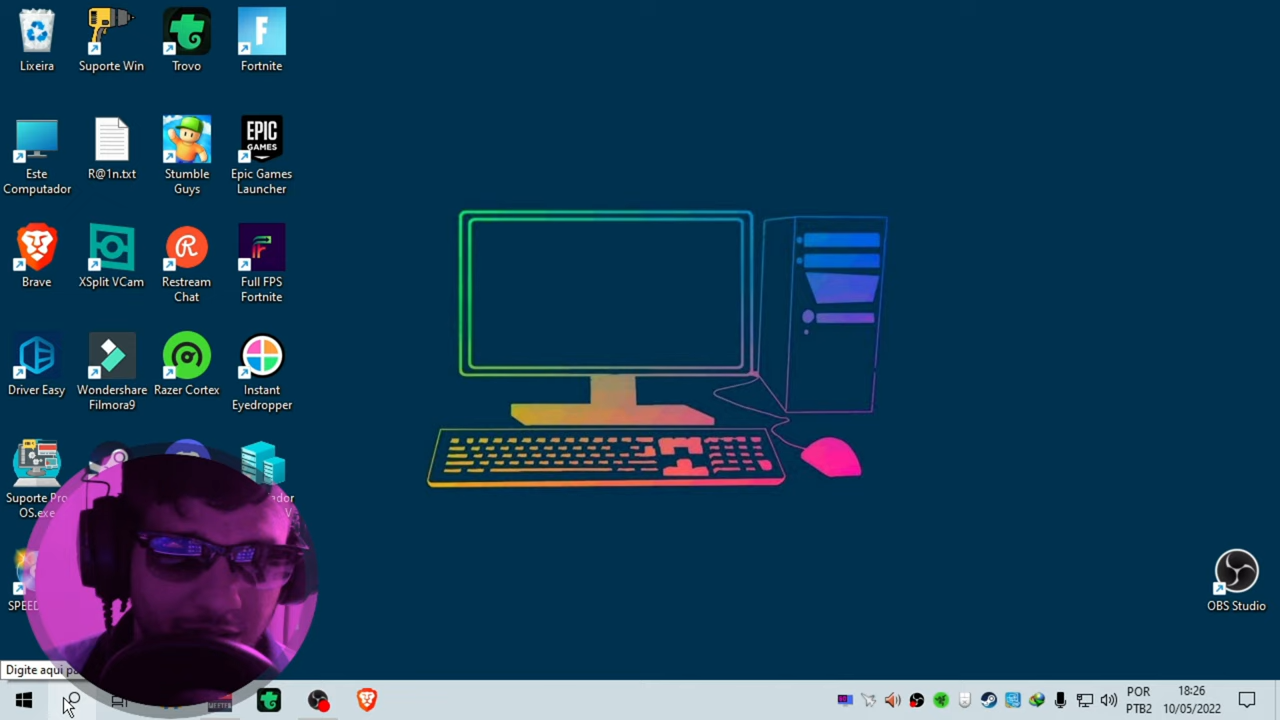 Lixeira
Suporte Win
Trovo
Fortnite
Este
Computador
R@1n.txt
Stumble
Guys
EPIC
GAMES
Epic Games
Launcher
Brave
XSplit VCam
Restream
Chat
Full FPS
Fortnite
Driver Easy
Wondershare
Filmora9
Razer Cortex
Instant
Eyedropper
Suporte Pro
OS.exe
OBS Studio
Digite aqui
POR
PTB2
18:26
10/05/2022